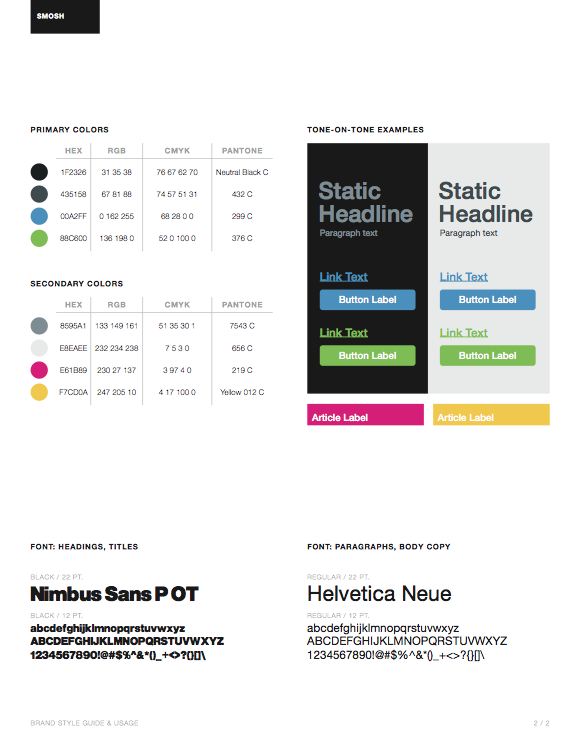 SMOSH
PRIMARY COLORS
HEX RGB CMYK PANTONE
1F2326 31 35 38 76 67 62 70 Neutral Black C
435158 67 81 88 74 57 51 31 432 C
00A2FF 0 162 255 68 28 0 0 299 C
88C600 136 198 0 52 0 100 0 376 C
SECONDARY COLORS
HEX RGB CMYK PANTONE
8595A1 133 149 161 51 35 30 1 7543 C
E8EAEE 232 234 238 7 5 3 0 656 C
E61B89 230 27 137 3 97 4 0 219 C
F7CD0A 247 205 10 4 17 100 0 Yellow 012 C
TONE-ON-TONE EXAMPLES
Static
Headline
Paragraph text
Link Text
Button Label
Link Text
Button Label
Static
Headline
Paragraph text
Link Text
Button Label
Link Text
Button Label
Article Label
Article Label
FONT: HEADINGS, TITLES
BLACK / 22 PT.
Nimbus Sans P OT
BLACK / 12 PT.
abcdefghijklmnopqrstuvwxyz
ABCDEFGHIJKLMNOPQRSTUVWXYZ
1234567890!@#$%^&*()_+<>?{}[]\
FONT: PARAGRAPHS, BODY COPY
REGULAR / 22 PT.
Helvetica Neue
REGULAR / 12 PT.
abcdefghijklmnopqrstuvwxyz
ABCDEFGHIJKLMNOPQRSTUVWXYZ
1234567890!@#$%^&*()_+<>?{}[]\
BRAND STYLE GUIDE & USAGE
2 / 2